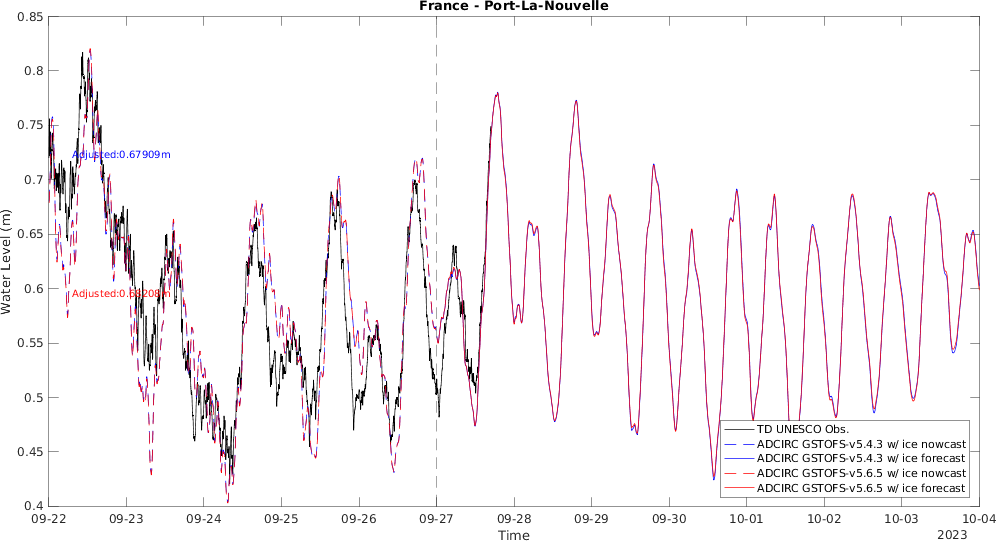 France - Port-La-Nouvelle
0.85
0.8
0.75
0.7
0.65
0.6
0.55
0.5
0.45
0.4
Water Level (m)
Adjusted:0.67909m
Adjusted:0.68208m
TD UNESCO Obs.
ADCIRC GSTOFS-v5.4.3 w/ ice nowcast
ADCIRC GSTOFS-v5.4.3 w/ ice forecast
ADCIRC GSTOFS-v5.6.5 w/ ice nowcast
ADCIRC GSTOFS-v5.6.5 w/ ice forecast
09-22 09-23 09-24 09-25 09-26 09-27 09-28 09-29 09-30 10-01 10-02 10-03 10-04
Time
2023